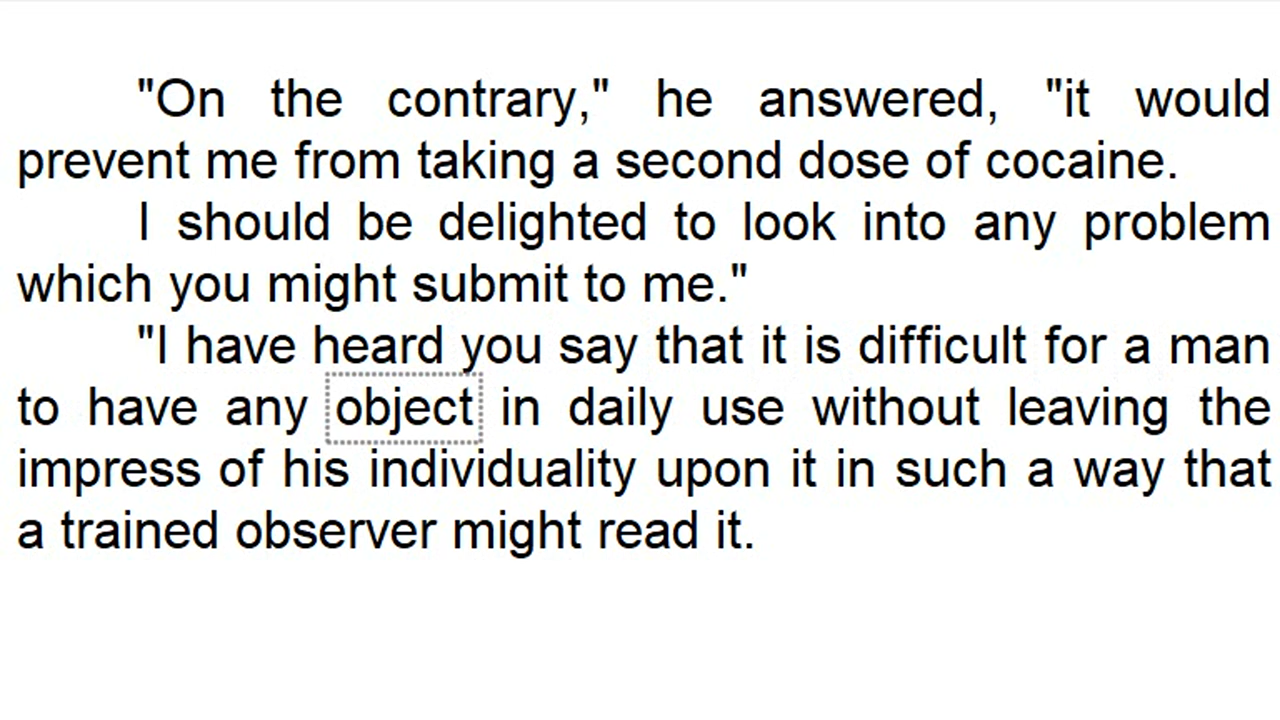 "On the contrary," he answered, "it would
prevent me from taking a second dose of cocaine.
I should be delighted to look into any problem
which you might submit to me."
"I have heard you say that it is difficult for a man
to have any object in daily use without leaving the
impress of his individuality upon it in such a way that
a trained observer might read it.